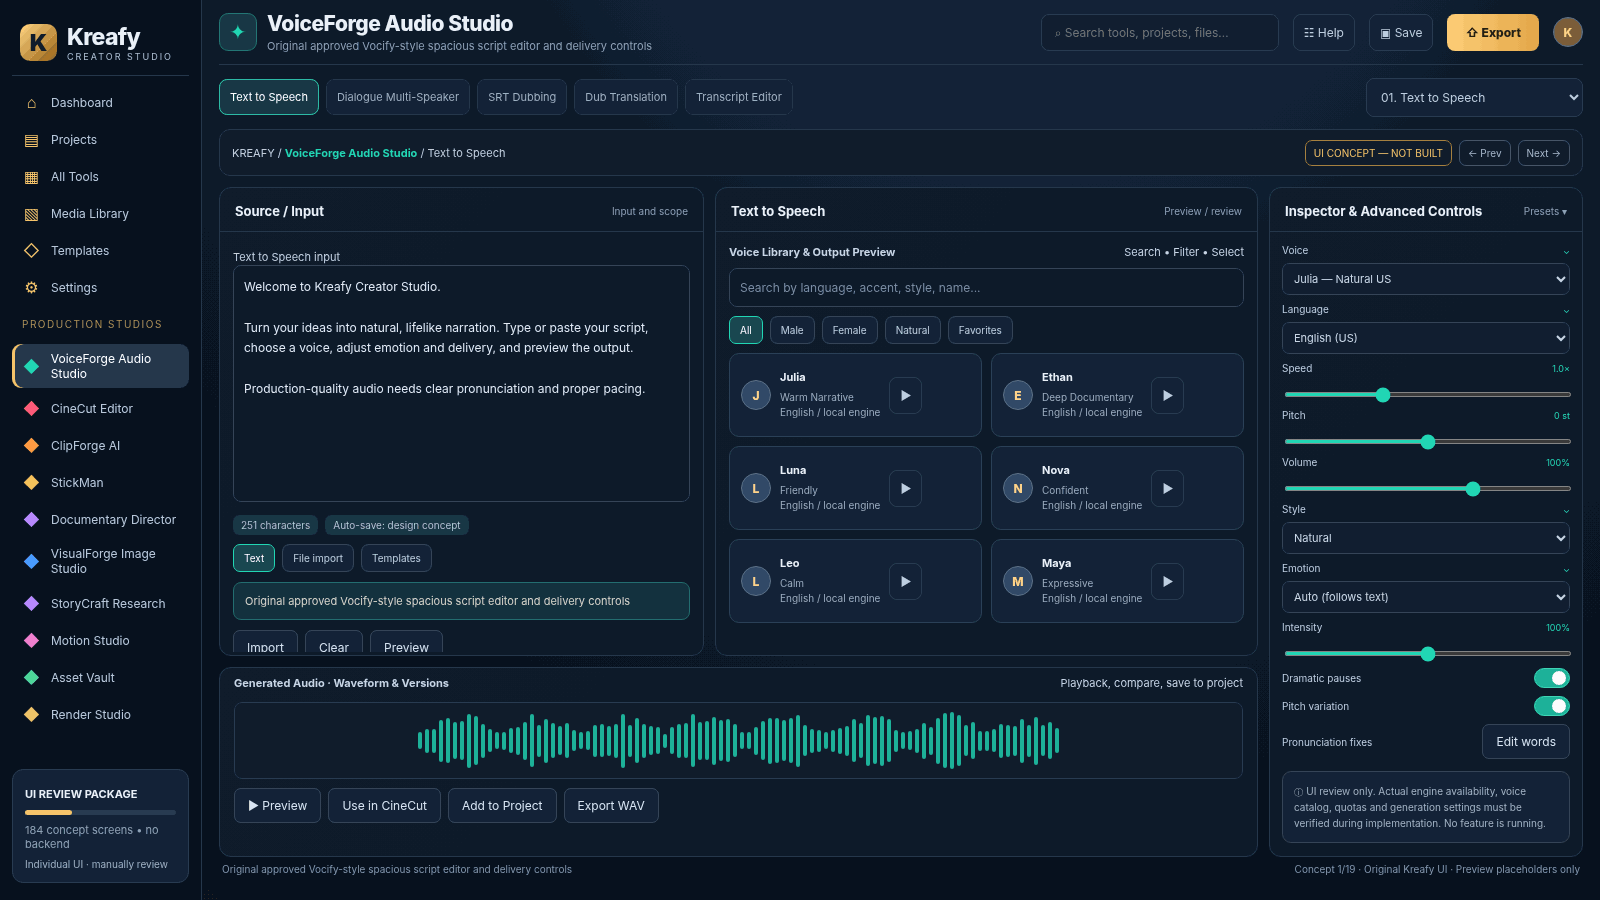 K
Kreafy
CREATOR STUDIO
Dashboard
Projects
All Tools
Media Library
Templates
Settings
PRODUCTION STUDIOS
VoiceForge Audio
Studio
CineCut Editor
ClipForge AI
StickMan
Documentary Director
VisualForge Image
Studio
StoryCraft Research
Motion Studio
Asset Vault
Render Studio
UI REVIEW PACKAGE
184 concept screens • no
backend
Individual UI · manually review
VoiceForge Audio Studio
Original approved Vocify-style spacious script editor and delivery controls
Search tools, projects, files...
Help
Save
Export
K
Text to Speech
Dialogue Multi-Speaker
SRT Dubbing
Dub Translation
Transcript Editor
01. Text to Speech
KREAFY / VoiceForge Audio Studio / Text to Speech
UI CONCEPT — NOT BUILT
← Prev
Next →
Source / Input
Input and scope
Text to Speech input
Welcome to Kreafy Creator Studio.
Turn your ideas into natural, lifelike narration. Type or paste your script,
choose a voice, adjust emotion and delivery, and preview the output.
Production-quality audio needs clear pronunciation and proper pacing.
251 characters
Auto-save: design concept
Text
File import
Templates
Original approved Vocify-style spacious script editor and delivery controls
Import
Clear
Preview
Text to Speech
Preview / review
Voice Library & Output Preview
Search • Filter • Select
Search by language, accent, style, name...
All
Male
Female
Natural
Favorites
J
Julia
Warm Narrative
English / local engine
E
Ethan
Deep Documentary
English / local engine
L
Luna
Friendly
English / local engine
N
Nova
Confident
English / local engine
L
Leo
Calm
English / local engine
M
Maya
Expressive
English / local engine
Generated Audio · Waveform & Versions
Playback, compare, save to project
▶ Preview
Use in CineCut
Add to Project
Export WAV
Inspector & Advanced Controls
Presets ▾
Voice
Julia — Natural US
Language
English (US)
Speed
1.0×
Pitch
0 st
Volume
100%
Style
Natural
Emotion
Auto (follows text)
Intensity
100%
Dramatic pauses
Pitch variation
Pronunciation fixes
Edit words
ⓘ UI review only. Actual engine availability, voice
catalog, quotas and generation settings must be
verified during implementation. No feature is running.
Original approved Vocify-style spacious script editor and delivery controls
Concept 1/19 · Original Kreafy UI · Preview placeholders only